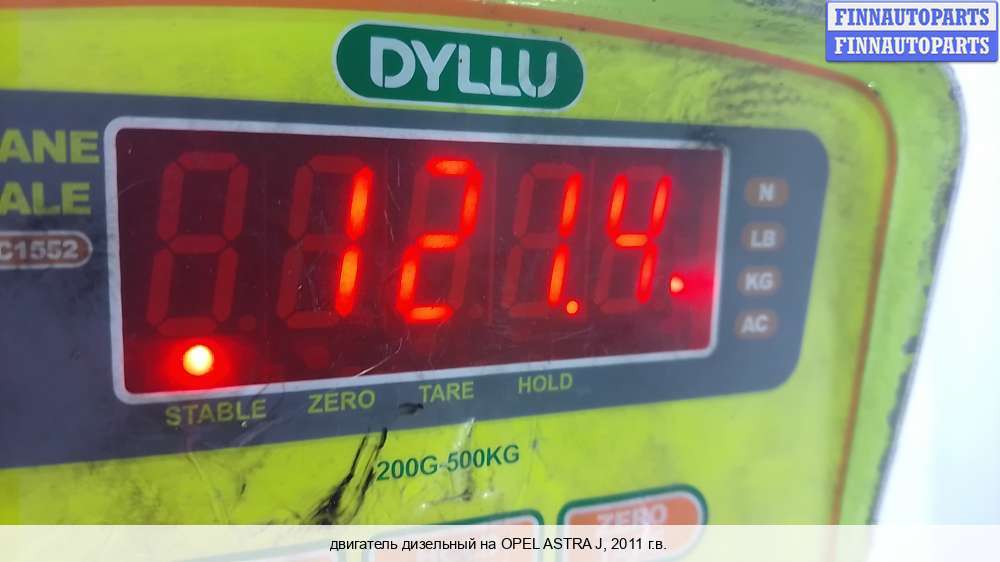 FINNAUTOPARTS
FINNAUTOPARTS
DYLLU
ANE
ALE
C1552
121.4
N
LB
KG
AC
STABLE ZERO TARE HOLD
200G-500KG
ZERO
двигатель дизельный на OPEL ASTRA J, 2011 г.в.